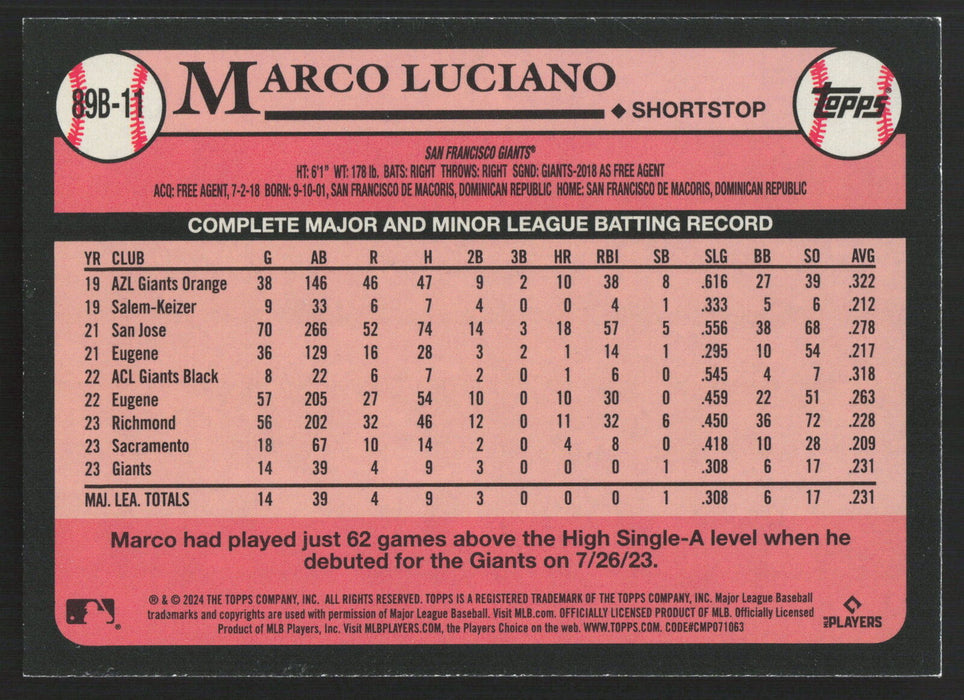 89B-11
MARCO LUCIANO
◆ SHORTSTOP
TOPPS®
SAN FRANCISCO GIANTS®
HT: 6'1" WT: 178 lb. BATS: RIGHT THROWS: RIGHT SGND: GIANTS-2018 AS FREE AGENT
ACQ: FREE AGENT, 7-2-18 BORN: 9-10-01, SAN FRANCISCO DE MACORIS, DOMINICAN REPUBLIC HOME: SAN FRANCISCO DE MACORIS, DOMINICAN REPUBLIC
COMPLETE MAJOR AND MINOR LEAGUE BATTING RECORD
YR CLUB G AB R H 2B 3B HR RBI SB SLG BB SO AVG
19 AZL Giants Orange 38 146 46 47 9 2 10 38 8 .616 27 39 .322
19 Salem-Keizer 9 33 6 7 4 0 0 4 1 .333 5 6 .212
21 San Jose 70 266 52 74 14 3 18 57 5 .556 38 68 .278
21 Eugene 36 129 16 28 3 2 1 14 1 .295 10 54 .217
22 ACL Giants Black 8 22 6 7 2 0 1 6 0 .545 4 7 .318
22 Eugene 57 205 27 54 10 0 10 30 0 .459 22 51 .263
23 Richmond 56 202 32 46 12 0 11 32 6 .450 36 72 .228
23 Sacramento 18 67 10 14 2 0 4 8 0 .418 10 28 .209
23 Giants 14 39 4 9 3 0 0 0 1 .308 6 17 .231
MAJ. LEA. TOTALS 14 39 4 9 3 0 0 0 1 .308 6 17 .231
Marco had played just 62 games above the High Single-A level when he
debuted for the Giants on 7/26/23.
® & © 2024 THE TOPPS COMPANY, INC. ALL RIGHTS RESERVED. TOPPS IS A REGISTERED TRADEMARK OF THE TOPPS COMPANY, INC. Major League Baseball
trademarks and copyrights are used with permission of Major League Baseball. Visit MLB.com. OFFICIALLY LICENSED PRODUCT OF MLB. Officially Licensed
Product of MLB Players, Inc. Visit MLBPLAYERS.COM, the Players Choice on the web. WWW.TOPPS.COM. CODE#CMP071063
MLB PLAYERS